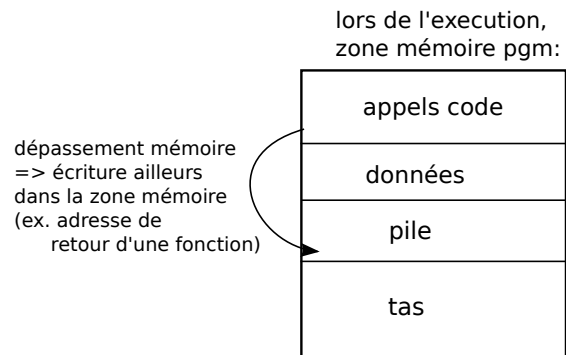 lors de l'execution,
zone mémoire pgm:
appels code
dépassement mémoire
=> écriture ailleurs
dans la zone mémoire
(ex. adresse de
retour d'une fonction)
données
pile
tas